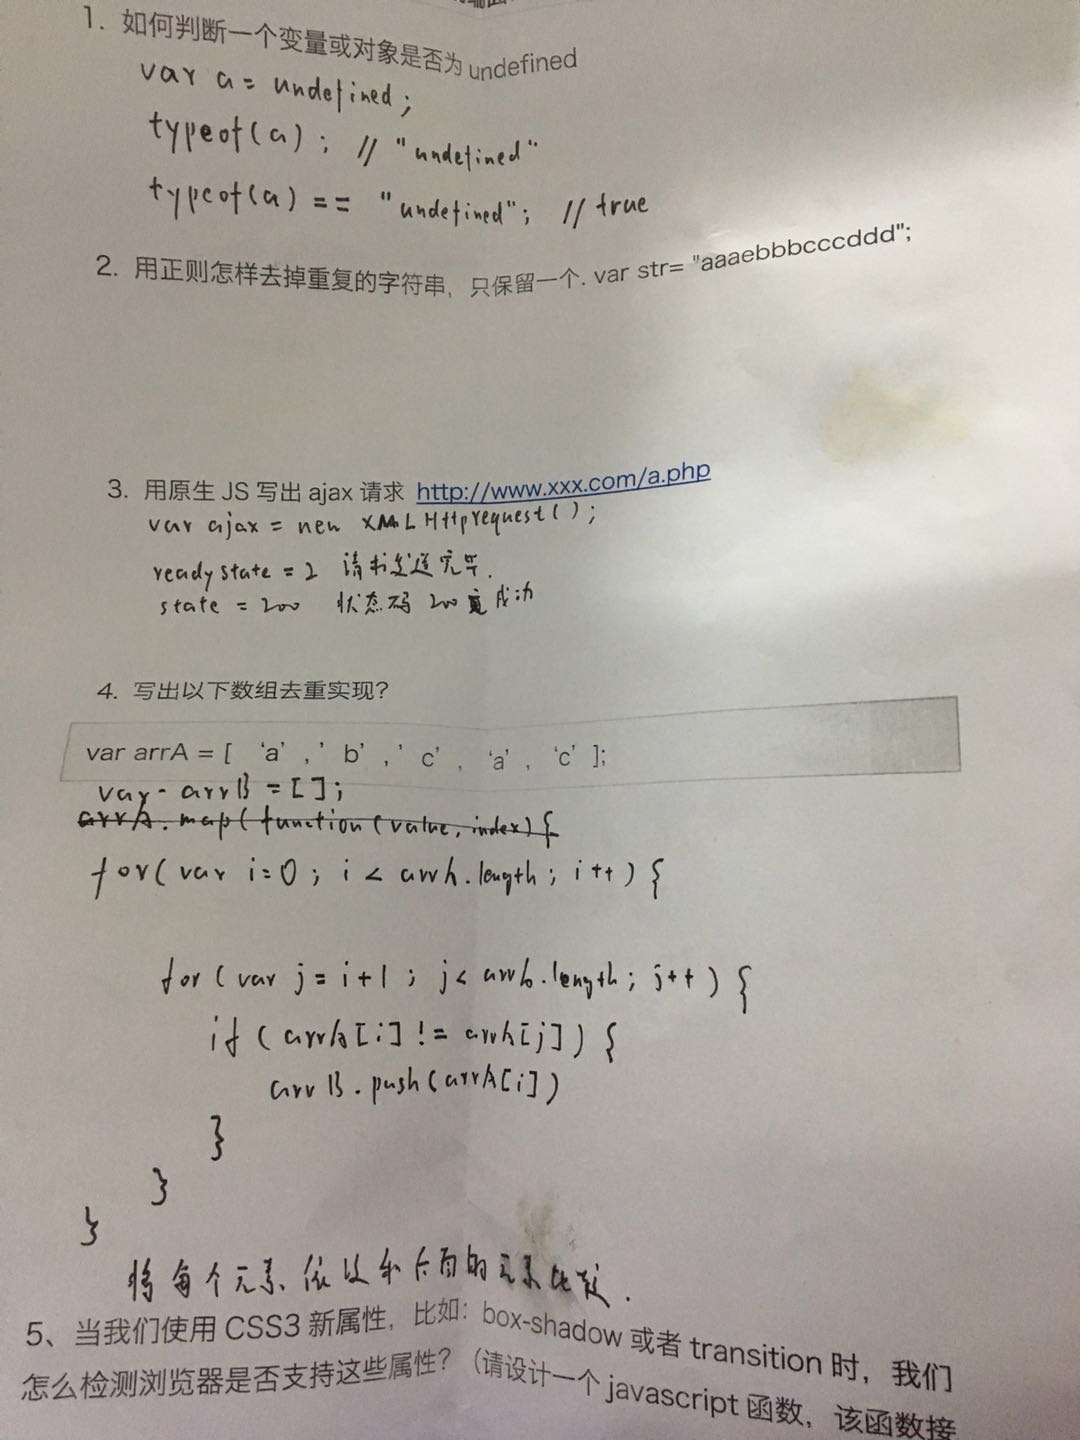 1. 如何判断一个变量或对象是否为 undefined
var a = undefined;
typeof(a); // "undefined"
typeof(a) == "undefined"; // true
2. 用正则怎样去掉重复的字符串，只保留一个. var str= "aaaebbbcccddd";
3. 用原生 JS 写出 ajax 请求 http://www.xxx.com/a.php
var ajax = new XMLHttprequest();
readystate = 2 请求发送完毕.
state = 200 状态码 200 成功
4. 写出以下数组去重实现?
var arrA = [ ‘a’ ,’ b’ ,’ c’ , ‘a’ , ‘c’ ];
var arrB = [];
arrA.map(function(value, index){
for( var i=0; i < arrA.length; i++ ) {
for( var j = i+1 ; j < arrA.length; j++ ) {
if ( arrA[i] != arrA[j] ) {
arrB.push(arrA[i])
}
}
}
将每个元素依次和后面的元素比较.
5、当我们使用 CSS3 新属性，比如：box-shadow 或者 transition 时，我们
怎么检测浏览器是否支持这些属性？（请设计一个 javascript 函数，该函数接